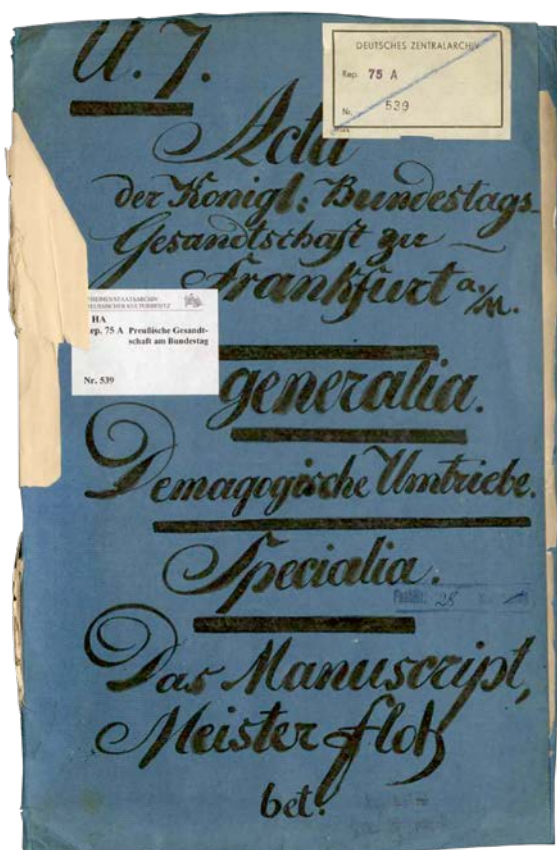 U. J.
DEUTSCHES ZENTRALARCHIV
Rep. 75 A
Nr. 539
Acta
der Königl: Bundestags-
Gesandtschaft zu
Frankfurt a./M.
HA
Rep. 75 A Preußische Gesandt-
schaft am Bundestag
Nr. 539
generalia.
Demagogische Umtriebe.
Specialia.
28
Das Manuscript,
Meister Floh
bet: